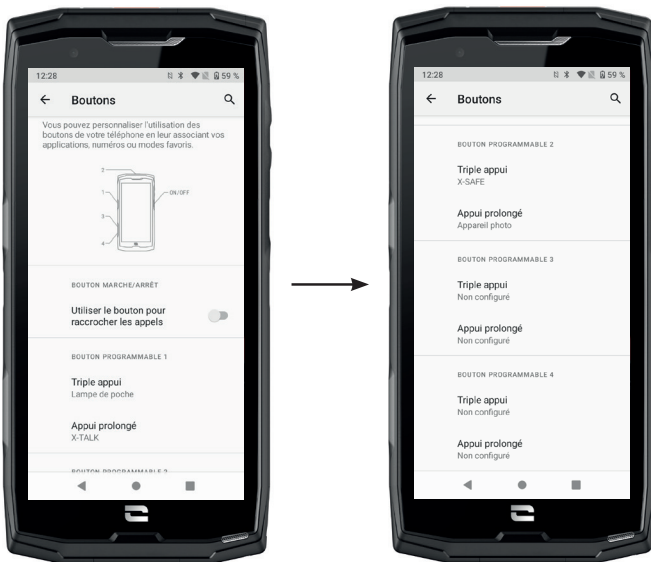 12:28
59 %
Boutons
Vous pouvez personnaliser l'utilisation des
boutons de votre téléphone en leur associant vos
applications, numéros ou modes favoris.
2
1
ON/OFF
3
4
BOUTON MARCHE/ARRÊT
Utiliser le bouton pour
raccrocher les appels
BOUTON PROGRAMMABLE 1
Triple appui
Lampe de poche
Appui prolongé
X-TALK
BOUTON PROGRAMMABLE 2
12:28
59 %
Boutons
BOUTON PROGRAMMABLE 2
Triple appui
X-SAFE
Appui prolongé
Appareil photo
BOUTON PROGRAMMABLE 3
Triple appui
Non configuré
Appui prolongé
Non configuré
BOUTON PROGRAMMABLE 4
Triple appui
Non configuré
Appui prolongé
Non configuré